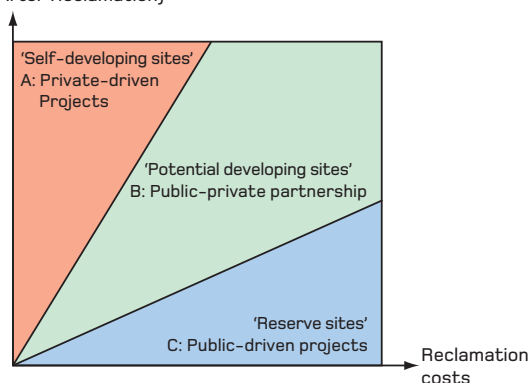 'Self-developing sites'
A: Private-driven
Projects
'Potential developing sites'
B: Public-private partnership
'Reserve sites'
C: Public-driven projects
Reclamation
costs